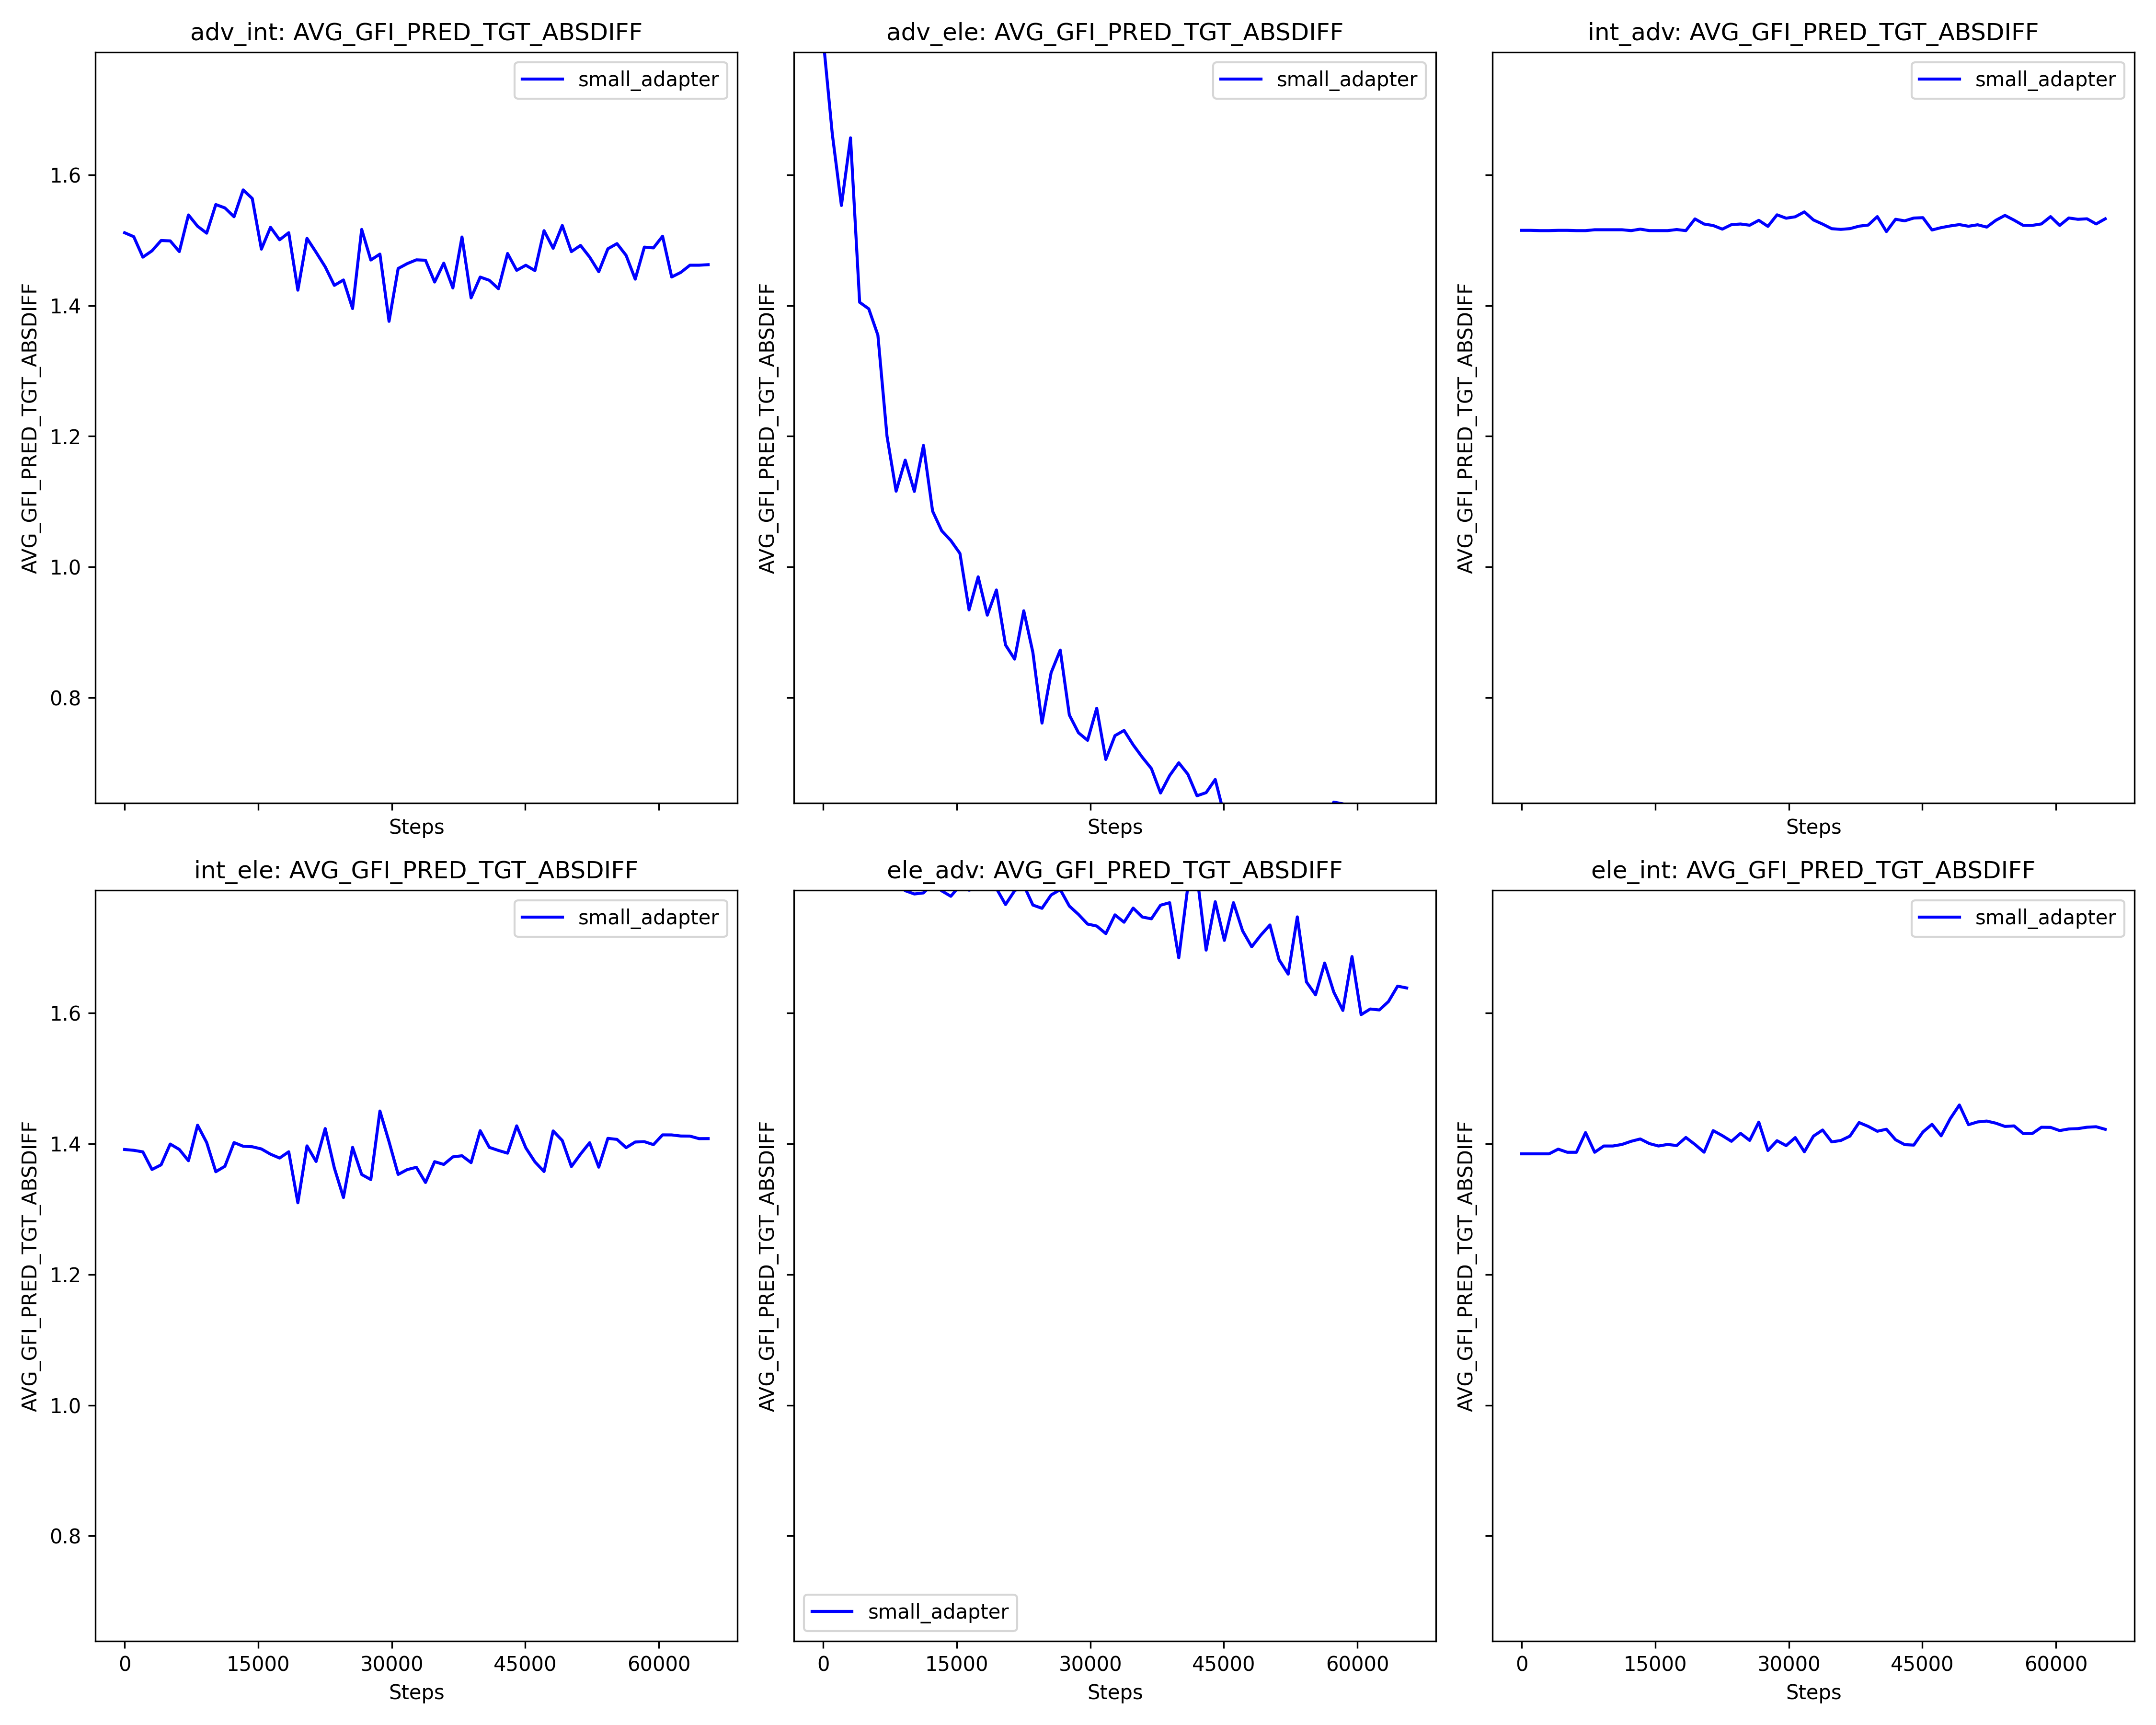 adv_int: AVG_GFI_PRED_TGT_ABSDIFF
AVG_GFI_PRED_TGT_ABSDIFF
1.6
1.4
1.2
1.0
0.8
small_adapter
Steps
adv_ele: AVG_GFI_PRED_TGT_ABSDIFF
AVG_GFI_PRED_TGT_ABSDIFF
small_adapter
Steps
int_adv: AVG_GFI_PRED_TGT_ABSDIFF
AVG_GFI_PRED_TGT_ABSDIFF
small_adapter
Steps
int_ele: AVG_GFI_PRED_TGT_ABSDIFF
AVG_GFI_PRED_TGT_ABSDIFF
1.6
1.4
1.2
1.0
0.8
small_adapter
0 15000 30000 45000 60000
Steps
ele_adv: AVG_GFI_PRED_TGT_ABSDIFF
AVG_GFI_PRED_TGT_ABSDIFF
small_adapter
0 15000 30000 45000 60000
Steps
ele_int: AVG_GFI_PRED_TGT_ABSDIFF
AVG_GFI_PRED_TGT_ABSDIFF
small_adapter
0 15000 30000 45000 60000
Steps